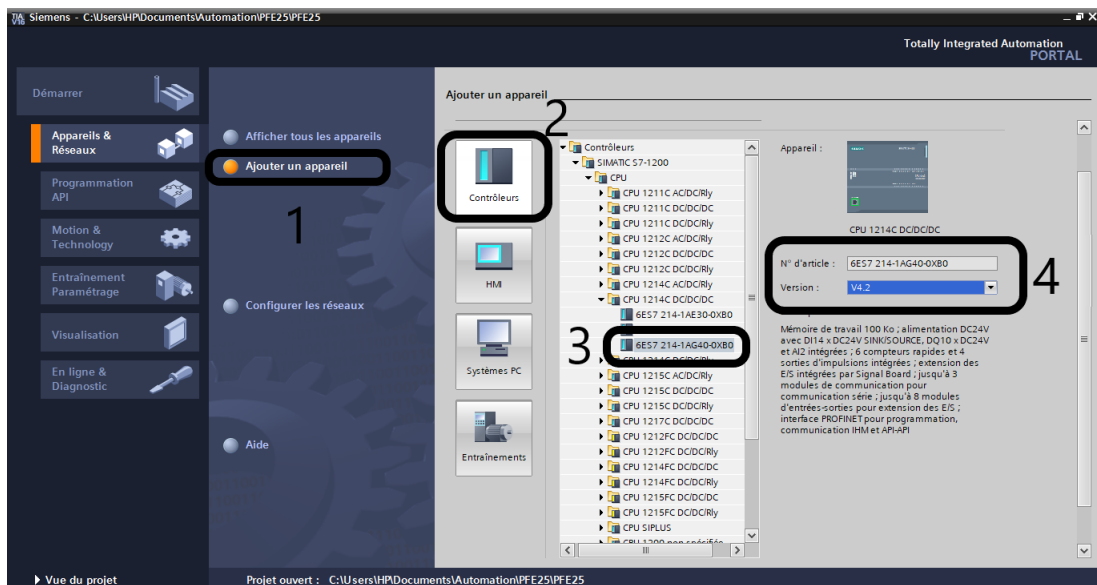 Siemens - C:\Users\HP\Documents\Automation\PFE25\PFE25
Totally Integrated Automation
PORTAL
Démarrer
Appareils &
Réseaux
Programmation
API
Motion &
Technology
Entraînement
Paramétrage
Visualisation
En ligne &
Diagnostic
Afficher tous les appareils
Ajouter un appareil
1
Configurer les réseaux
Aide
Ajouter un appareil
2
Contrôleurs
HMI
Systèmes PC
Entraînements
Contrôleurs
SIMATIC S7-1200
CPU
CPU 1211C AC/DC/Rly
CPU 1211C DC/DC/DC
CPU 1211C DC/DC/Rly
CPU 1212C AC/DC/Rly
CPU 1212C DC/DC/DC
CPU 1212C DC/DC/Rly
CPU 1214C AC/DC/Rly
CPU 1214C DC/DC/DC
6ES7 214-1AE30-0XB0
3
6ES7 214-1AG40-0XB0
CPU 1214C DC/DC/Rly
CPU 1215C AC/DC/Rly
CPU 1215C DC/DC/DC
CPU 1215C DC/DC/Rly
CPU 1217C DC/DC/DC
CPU 1212FC DC/DC/DC
CPU 1212FC DC/DC/Rly
CPU 1214FC DC/DC/DC
CPU 1214FC DC/DC/Rly
CPU 1215FC DC/DC/DC
CPU 1215FC DC/DC/Rly
CPU SIPLUS
CPU 1200 non spécifiée
Appareil :
CPU 1214C DC/DC/DC
N° d'article : 6ES7 214-1AG40-0XB0
Version : V4.2
4
Mémoire de travail 100 Ko ; alimentation DC24V
avec DI14 x DC24V SINK/SOURCE, DQ10 x DC24V
et AI2 intégrées ; 6 compteurs rapides et 4
sorties d'impulsions intégrées ; extension des
E/S intégrées par Signal Board ; jusqu'à 3
modules de communication pour
communication série ; jusqu'à 8 modules
d'entrées-sorties pour extension des E/S ;
interface PROFINET pour programmation,
communication IHM et API-API
Vue du projet
Projet ouvert : C:\Users\HP\Documents\Automation\PFE25\PFE25